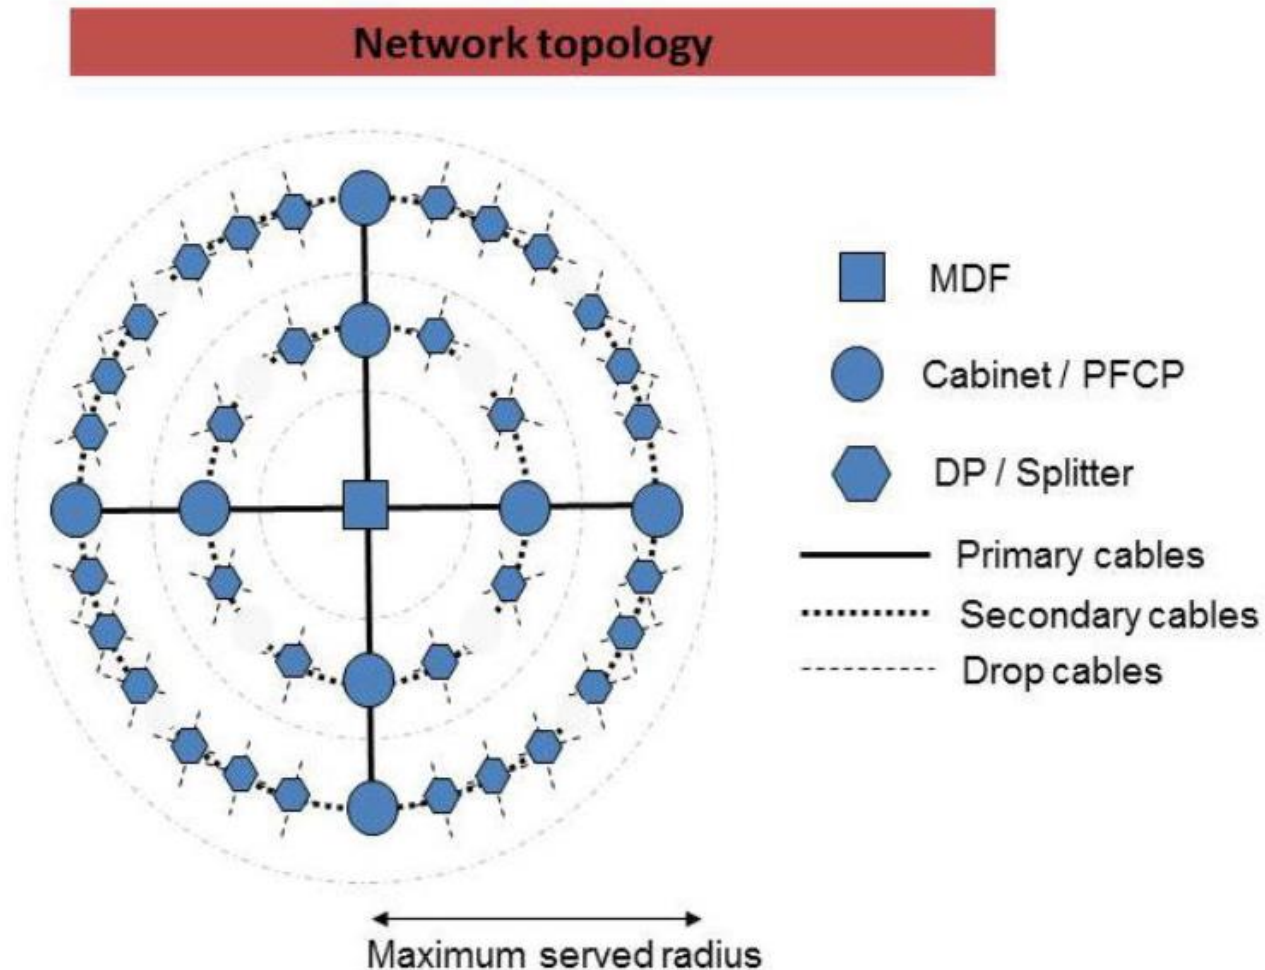 Network topology
MDF
Cabinet / PFCP
DP / Splitter
Primary cables
Secondary cables
Drop cables
Maximum served radius